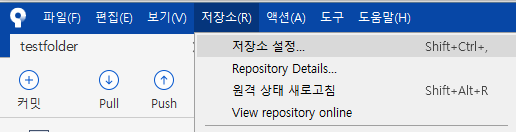 파일(F) 편집(E) 보기(V) 저장소(R) 액션(A) 도구 도움말(H)
testfolder
저장소 설정... Shift+Ctrl+,
Repository Details...
원격 상태 새로고침 Shift+Alt+R
View repository online
커밋 Pull Push